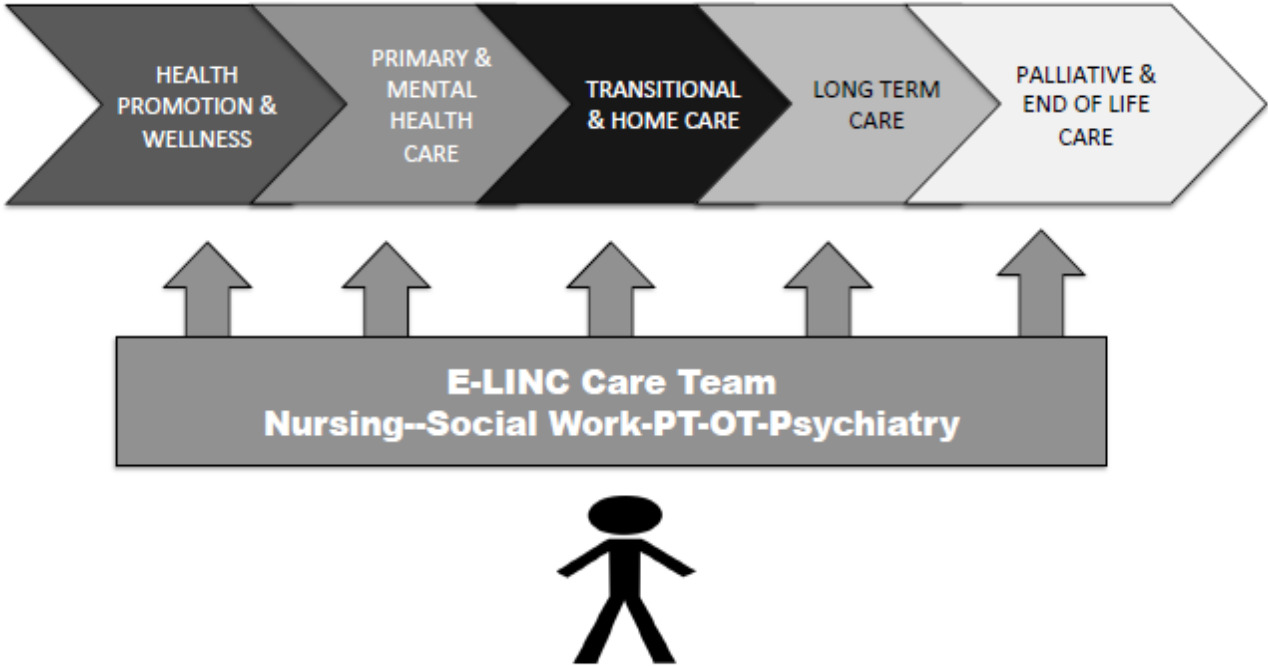 HEALTH
PROMOTION &
WELLNESS
PRIMARY &
MENTAL
HEALTH
CARE
TRANSITIONAL
& HOME CARE
LONG TERM
CARE
PALLIATIVE &
END OF LIFE
CARE
E-LINC Care Team
Nursing--Social Work-PT-OT-Psychiatry